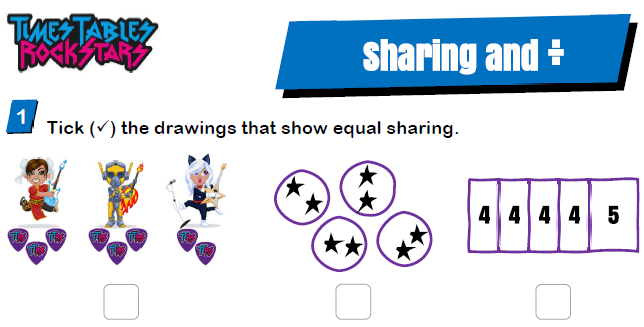 TIMES TABLES
ROCK STARS
Sharing and ÷
1
Tick (✓) the drawings that show equal sharing.
4 4 4 4 5